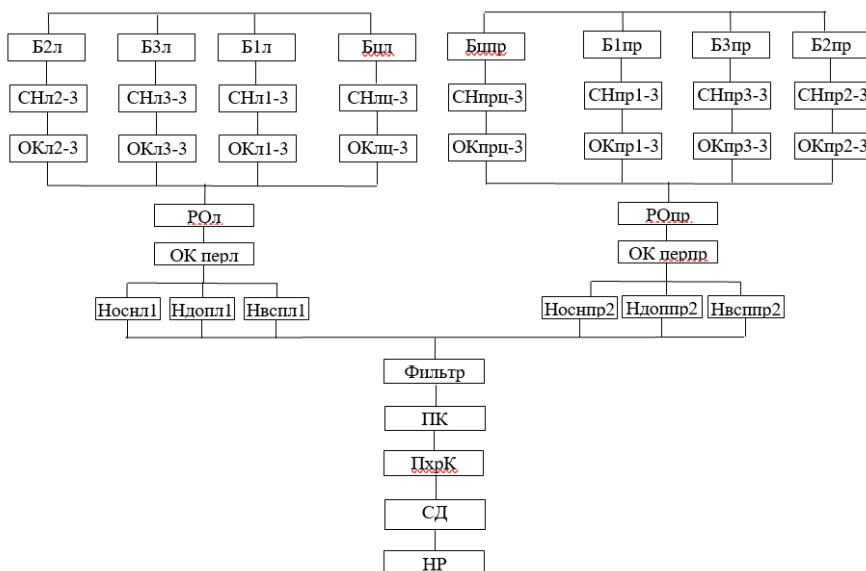 Б2л Б3л Б1л Бцл Бцпр Б1пр Б3пр Б2пр
СНл2-3 СНл3-3 СНл1-3 СНлц-3 СНпрц-3 СНпр1-3 СНпр3-3 СНпр2-3
ОКл2-3 ОКл3-3 ОКл1-3 ОКлц-3 ОКпрц-3 ОКпр1-3 ОКпр3-3 ОКпр2-3
РОл РОпр
ОК перл ОК перпр
Носнл1 Ндопл1 Нвспл1 Носнпр2 Ндоппр2 Нвсппр2
Фильтр
ПК
ПхрК
СД
НР